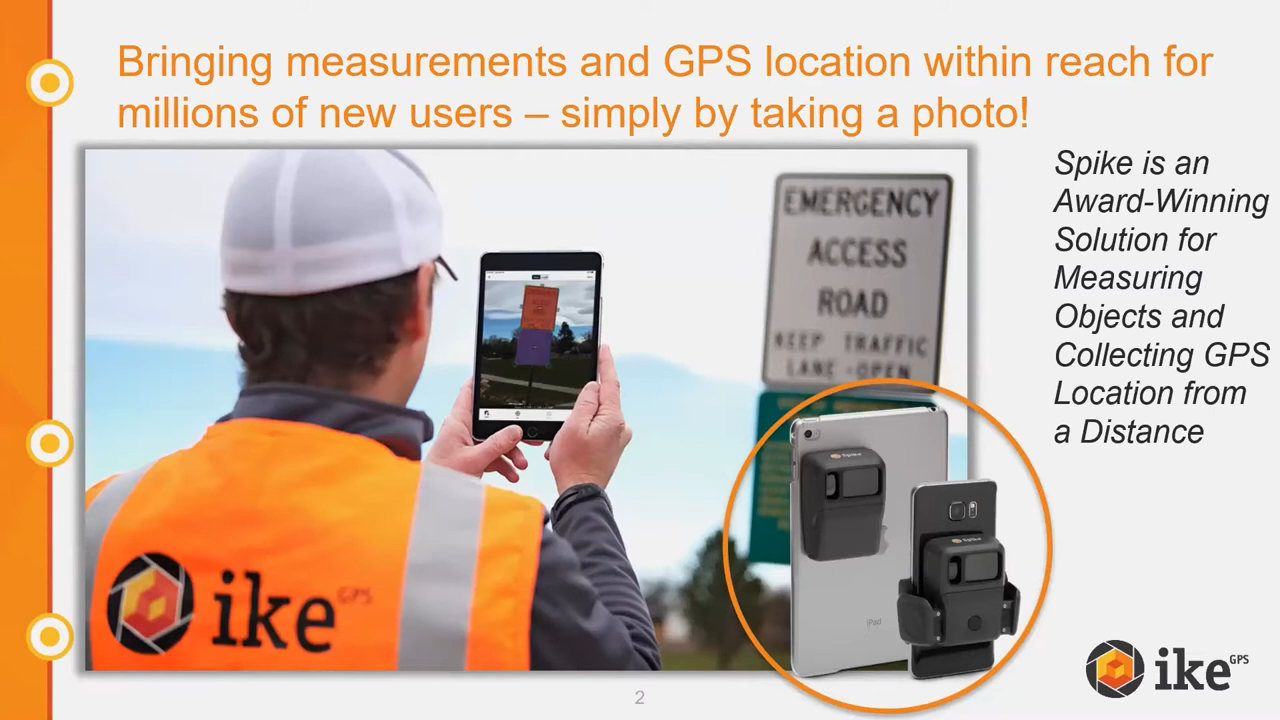 Bringing measurements and GPS location within reach for
millions of new users – simply by taking a photo!
Spike is an
Award-Winning
Solution for
Measuring
Objects and
Collecting GPS
Location from
a Distance
EMERGENCY
ACCESS
ROAD
KEEP TRAFFIC
LANE OPEN
Spike
Spike
iPad
ike GPS
ike GPS
2